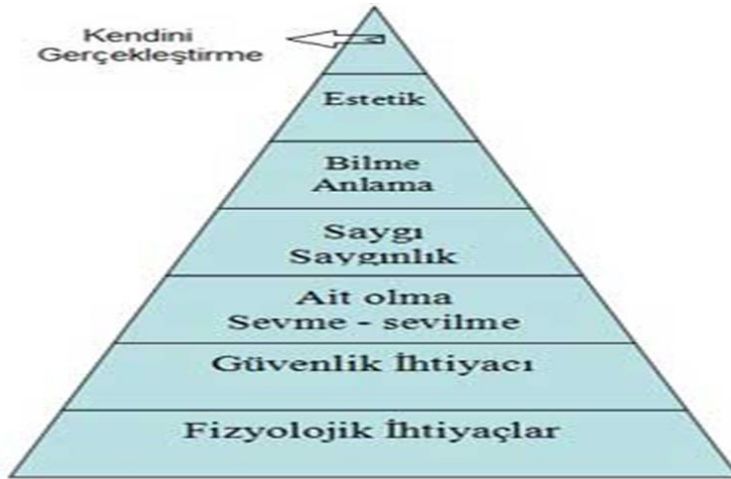 Kendini
Gerçekleştirme
Estetik
Bilme
Anlama
Saygı
Saygınlık
Ait olma
Sevme - sevilme
Güvenlik İhtiyacı
Fizyolojik İhtiyaçlar